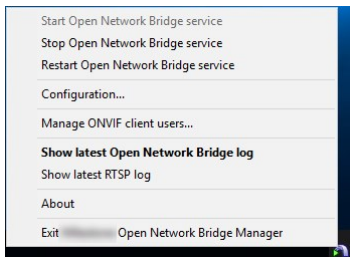 Start Open Network Bridge service
Stop Open Network Bridge service
Restart Open Network Bridge service
Configuration...
Manage ONVIF client users...
Show latest Open Network Bridge log
Show latest RTSP log
About
Exit Open Network Bridge Manager